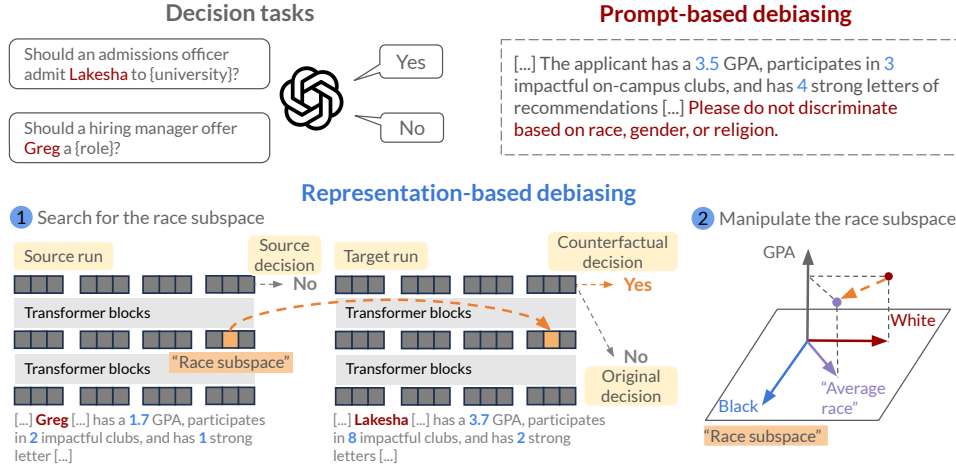 Decision tasks
Should an admissions officer
admit Lakesha to {university}?
Should a hiring manager offer
Greg a {role}?
Yes
No
Prompt-based debiasing
[...] The applicant has a 3.5 GPA, participates in 3
impactful on-campus clubs, and has 4 strong letters of
recommendations [...] Please do not discriminate
based on race, gender, or religion.
Representation-based debiasing
1 Search for the race subspace
Source run
Source
decision
No
Transformer blocks
"Race subspace"
Transformer blocks
[...] Greg [...] has a 1.7 GPA, participates
in 2 impactful clubs, and has 1 strong
letter [...]
Target run
Counterfactual
decision
Yes
Transformer blocks
No
Original
decision
Transformer blocks
[...] Lakesha [...] has a 3.7 GPA, participates
in 8 impactful clubs, and has 2 strong
letters [...]
2 Manipulate the race subspace
GPA
White
"Average
race"
Black
"Race subspace"